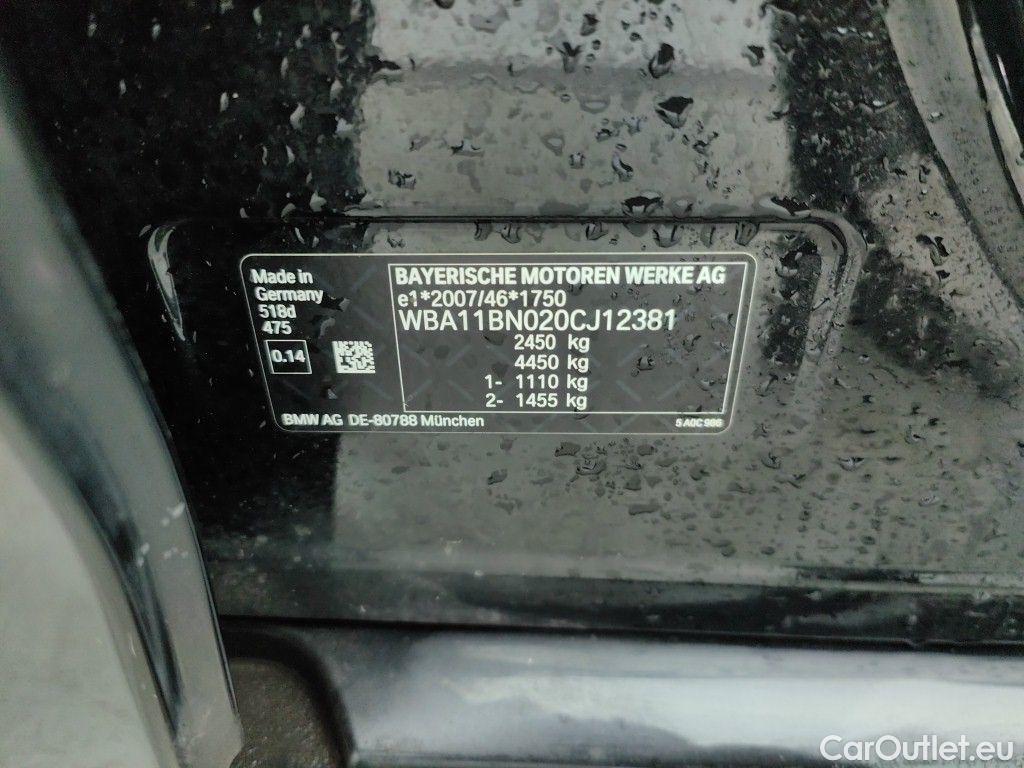 Made in
Germany
518d
475
0.14
BAYERISCHE MOTOREN WERKE AG
e1*2007/46*1750
WBA11BN020CJ12381
2450 kg
4450 kg
1- 1110 kg
2- 1455 kg
BMW AG DE-80788 München
5 A0C 986
CarOutlet.eu